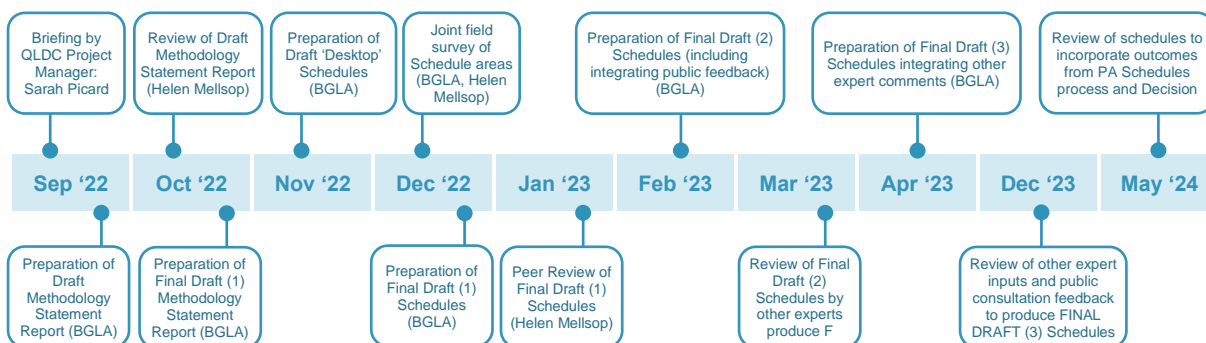 Briefing by
QLDC Project
Manager:
Sarah Picard
Review of Draft
Methodology
Statement Report
(Helen Mellsop)
Preparation of
Draft ‘Desktop’
Schedules
(BGLA)
Joint field
survey of
Schedule areas
(BGLA, Helen
Mellsop)
Preparation of Final Draft (2)
Schedules (including
integrating public feedback)
(BGLA)
Preparation of Final Draft (3)
Schedules integrating other
expert comments (BGLA)
Review of schedules to
incorporate outcomes
from PA Schedules
process and Decision
Sep ‘22
Oct ‘22
Nov ‘22
Dec ‘22
Jan ‘23
Feb ‘23
Mar ‘23
Apr ‘23
Dec ‘23
May ‘24
Preparation of
Draft
Methodology
Statement
Report (BGLA)
Preparation of
Final Draft (1)
Methodology
Statement
Report (BGLA)
Preparation of
Final Draft (1)
Schedules
(BGLA)
Peer Review of
Final Draft (1)
Schedules
(Helen Mellsop)
Review of Final
Draft (2)
Schedules by
other experts
produce F
Review of other expert
inputs and public
consultation feedback
to produce FINAL
DRAFT (3) Schedules